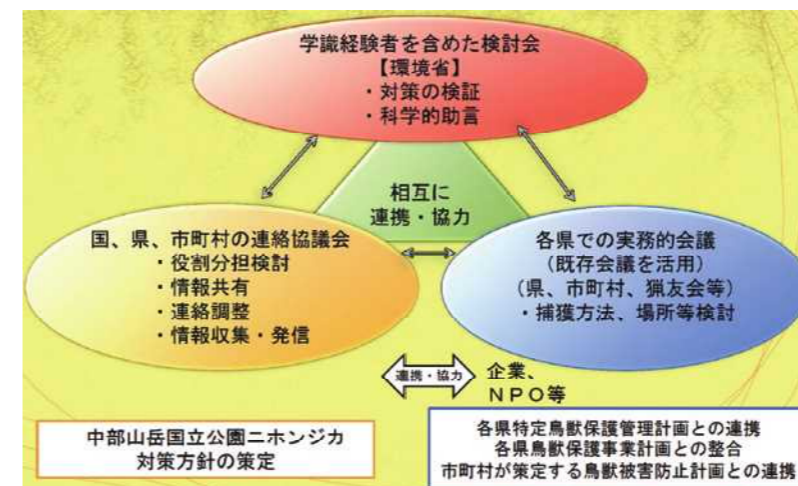 学識経験者を含めた検討会
【環境省】
・対策の検証
・科学的助言
相互に
連携・協力
国、県、市町村の連絡協議会
・役割分担検討
・情報共有
・連絡調整
・情報収集・発信
各県での実務的会議
(既存会議を活用)
(県、市町村、猟友会等)
・捕獲方法、場所等検討
連携・協力
企業、
NPO等
中部山岳国立公園ニホンジカ
対策方針の策定
各県特定鳥獣保護管理計画との連携
各県鳥獣保護事業計画との整合
市町村が策定する鳥獣被害防止計画との連携